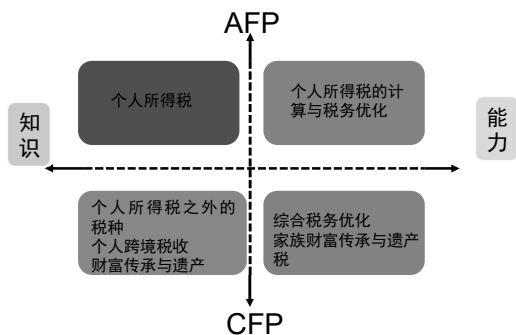 AFP
个人所得税
个人所得税的计
算与税务优化
知
识
能
力
个人所得税之外的
税种
个人跨境税收
财富传承与遗产
综合税务优化
家族财富传承与遗产
税
CFP